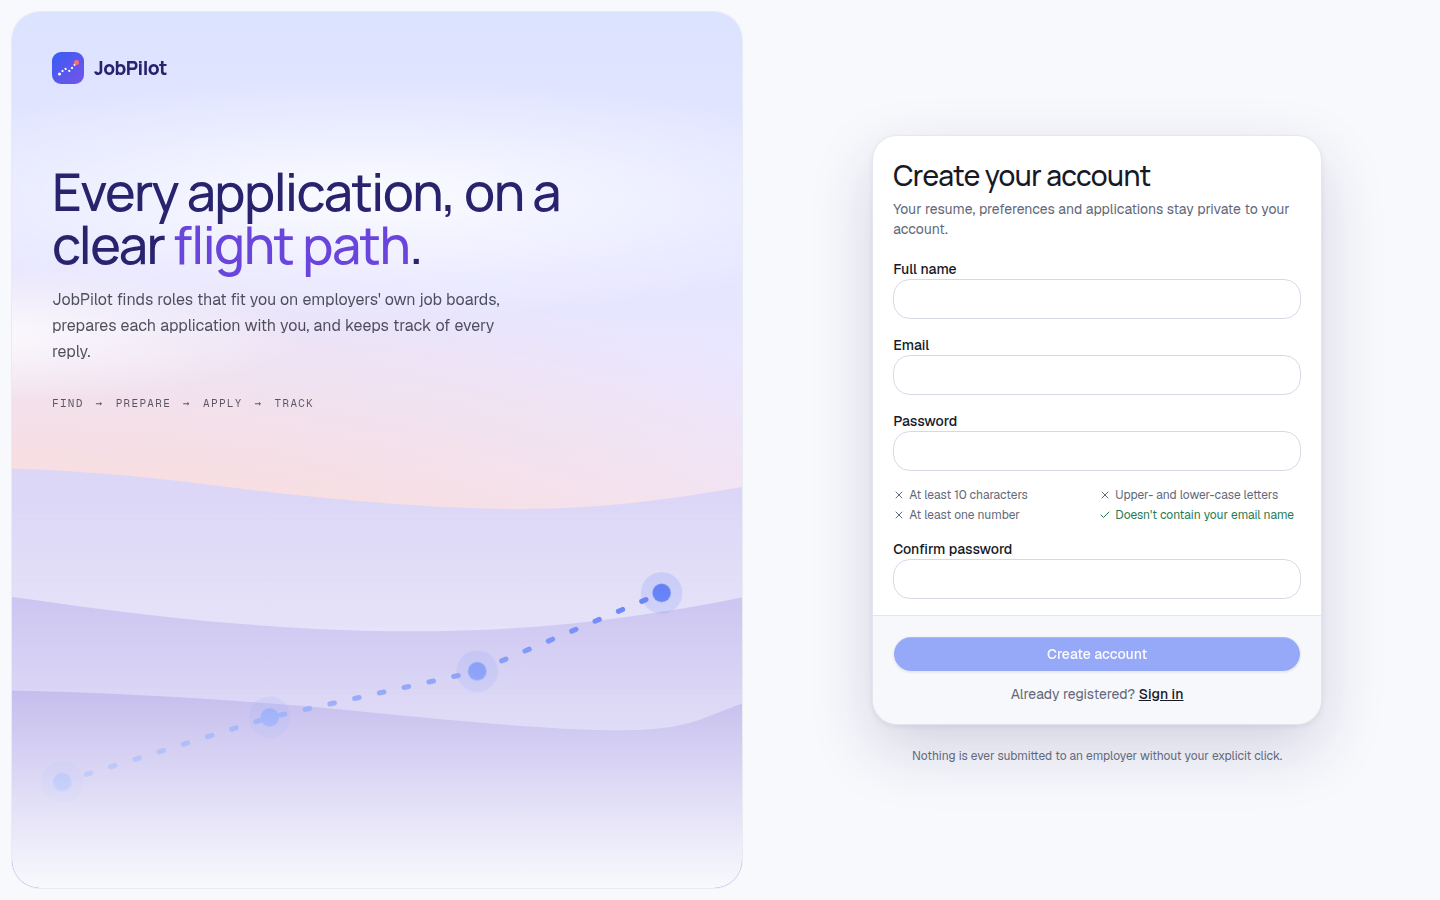 JobPilot
Every application, on a
clear flight path.
JobPilot finds roles that fit you on employers' own job boards,
prepares each application with you, and keeps track of every
reply.
FIND → PREPARE → APPLY → TRACK
Create your account
Your resume, preferences and applications stay private to your
account.
Full name
Email
Password
At least 10 characters
Upper- and lower-case letters
At least one number
Doesn't contain your email name
Confirm password
Create account
Already registered? Sign in
Nothing is ever submitted to an employer without your explicit click.